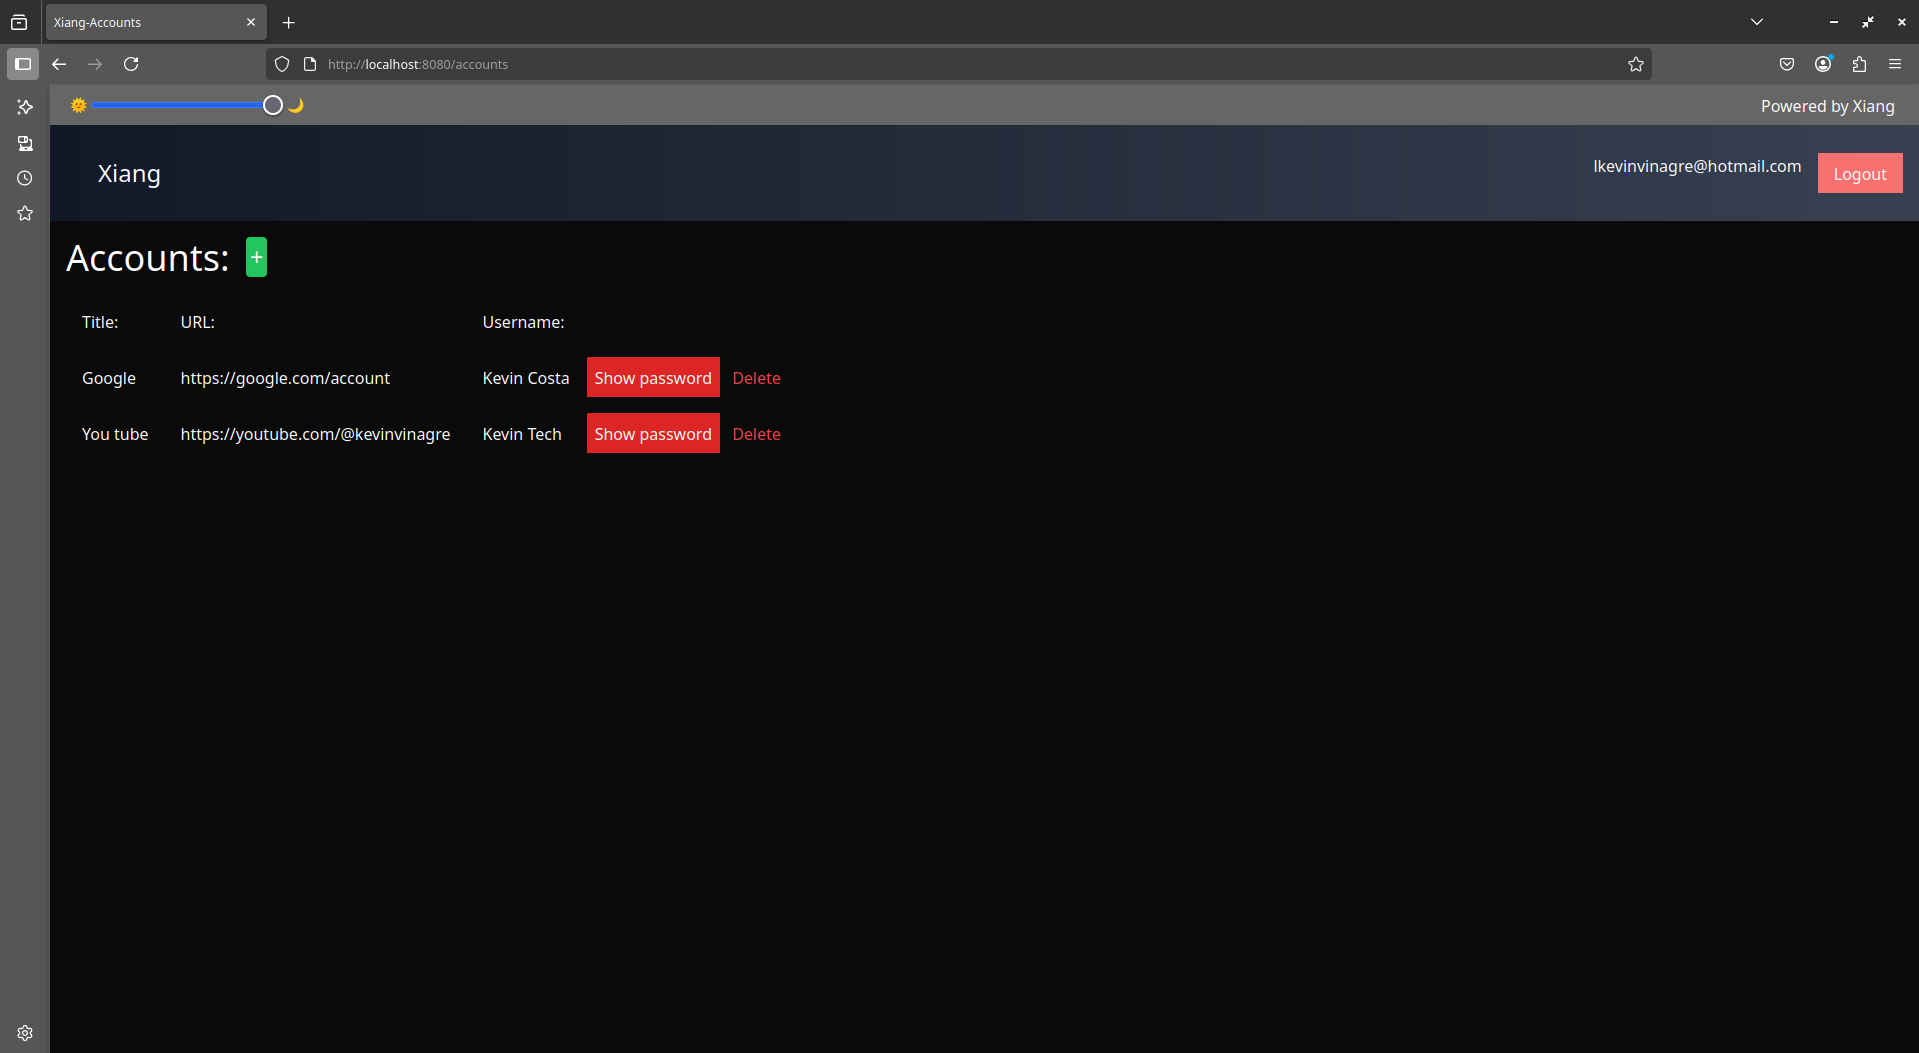 Xiang-Accounts
http://localhost:8080/accounts
Powered by Xiang
Xiang
lkevinvinagre@hotmail.com
Logout
Accounts: +
Title: URL: Username:
Google https://google.com/account Kevin Costa Show password Delete
You tube https://youtube.com/@kevinvinagre Kevin Tech Show password Delete